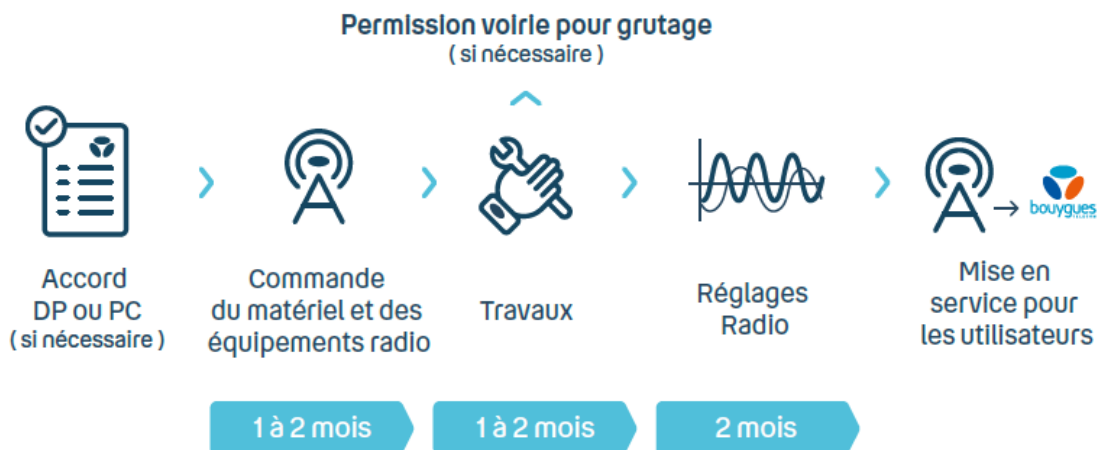 Permission voirie pour grutage
( si nécessaire )
Accord
DP ou PC
( si nécessaire )
Commande
du matériel et des
équipements radio
Travaux
Réglages
Radio
bouygues
TELECOM
Mise en
service pour
les utilisateurs
1 à 2 mois
1 à 2 mois
2 mois